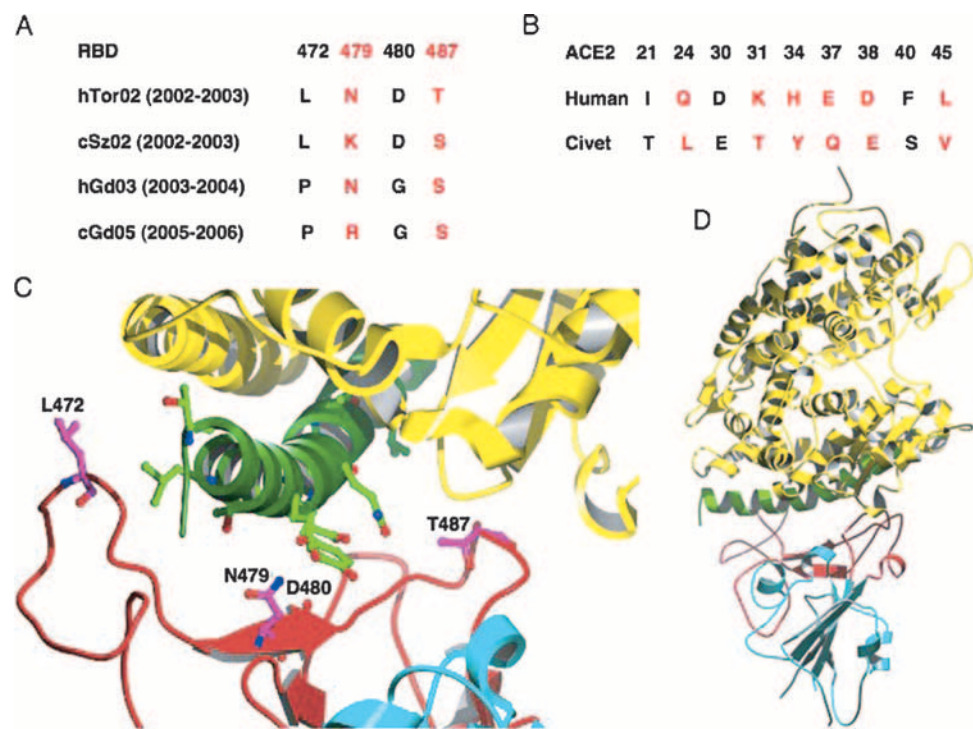 A
RBD 472 479 480 487
hTor02 (2002-2003) L N D T
cSz02 (2002-2003) L K D S
hGd03 (2003-2004) P N G S
cGd05 (2005-2006) P R G S
B
ACE2 21 24 30 31 34 37 38 40 45
Human I Q D K H E D F L
Civet T L E T Y Q E S V
C
L472
N479
D480
T487
D